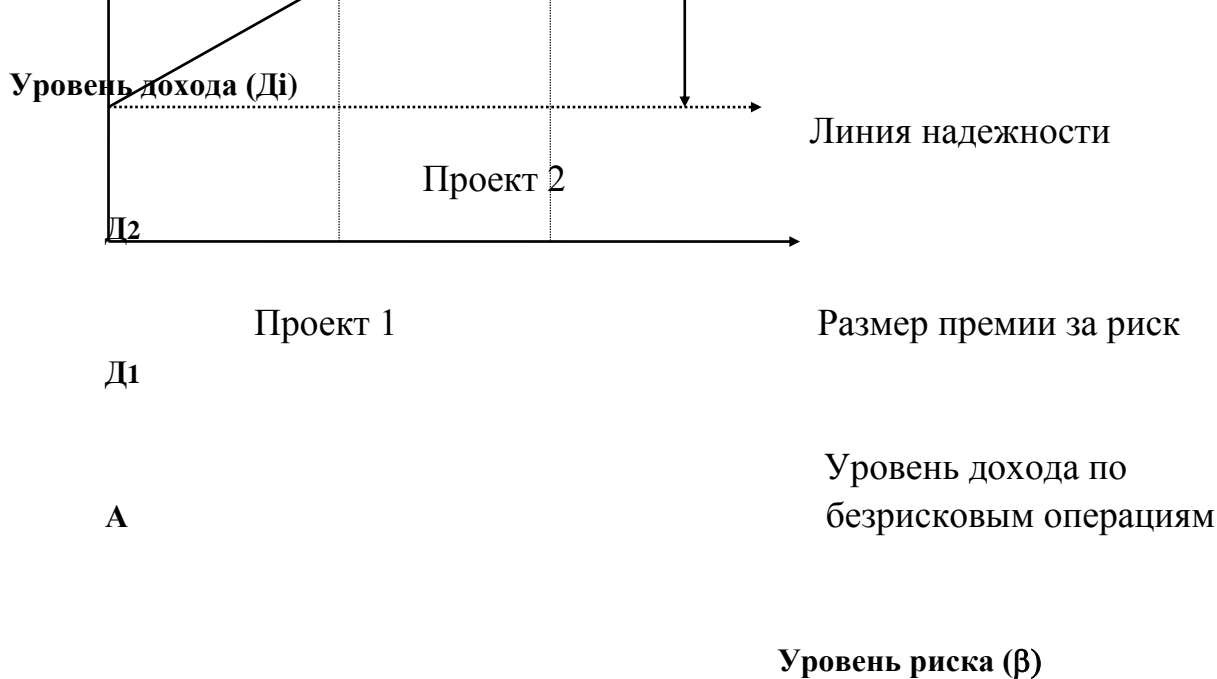 Уровень дохода (Дi)
Линия надежности
Проект 2
Д2
Проект 1
Размер премии за риск
Д1
Уровень дохода по
А
безрисковым операциям
Уровень риска (β)